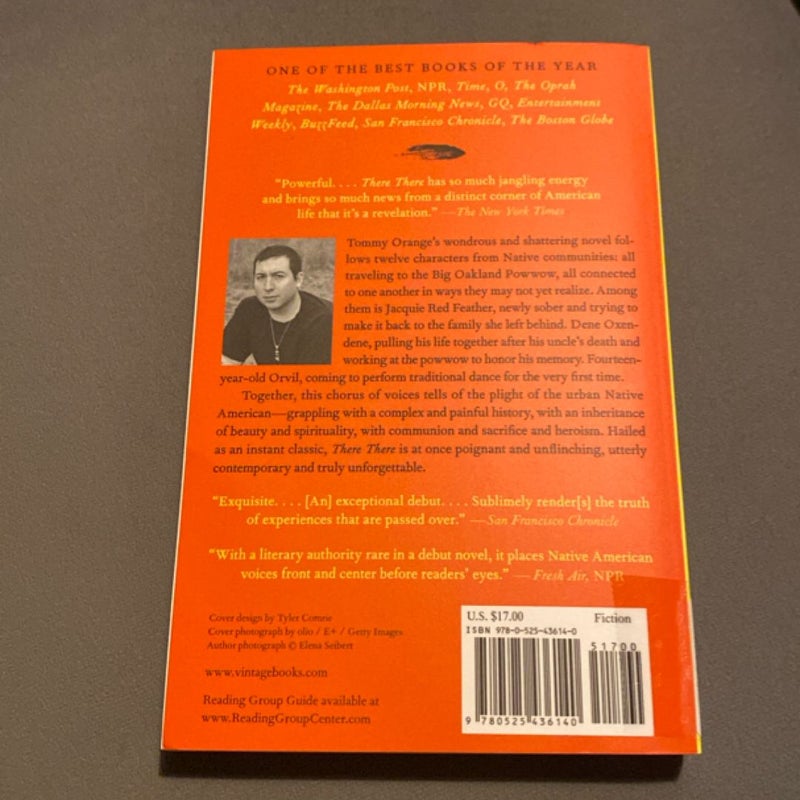 ONE OF THE BEST BOOKS OF THE YEAR
The Washington Post, NPR, Time, O, The Oprah
Magazine, The Dallas Morning News, GQ, Entertainment
Weekly, BuzzFeed, San Francisco Chronicle, The Boston Globe
“Powerful. . . . There There has so much jangling energy
and brings so much news from a distinct corner of American
life that it's a revelation.” —The New York Times
Tommy Orange's wondrous and shattering novel fol-
lows twelve characters from Native communities: all
traveling to the Big Oakland Powwow, all connected
to one another in ways they may not yet realize. Among
them is Jacquie Red Feather, newly sober and trying to
make it back to the family she left behind. Dene Oxen-
dene, pulling his life together after his uncle's death and
working at the powwow to honor his memory. Fourteen-
year-old Orvil, coming to perform traditional dance for the very first time.
Together, this chorus of voices tells of the plight of the urban Native
American—grappling with a complex and painful history, with an inheritance
of beauty and spirituality, with communion and sacrifice and heroism. Hailed
as an instant classic, There There is at once poignant and unflinching, utterly
contemporary and truly unforgettable.
“Exquisite. . . . [An] exceptional debut. . . . Sublimely render[s] the truth
of experiences that are passed over.” —San Francisco Chronicle
“With a literary authority rare in a debut novel, it places Native American
voices front and center before readers' eyes.” —Fresh Air, NPR
Cover design by Tyler Comrie
Cover photograph by olio / E+ / Getty Images
Author photograph © Elena Seibert
www.vintagebooks.com
Reading Group Guide available at
www.ReadingGroupCenter.com
U.S. $17.00 Fiction
ISBN 978-0-525-43614-0
51700
9 780525 436140